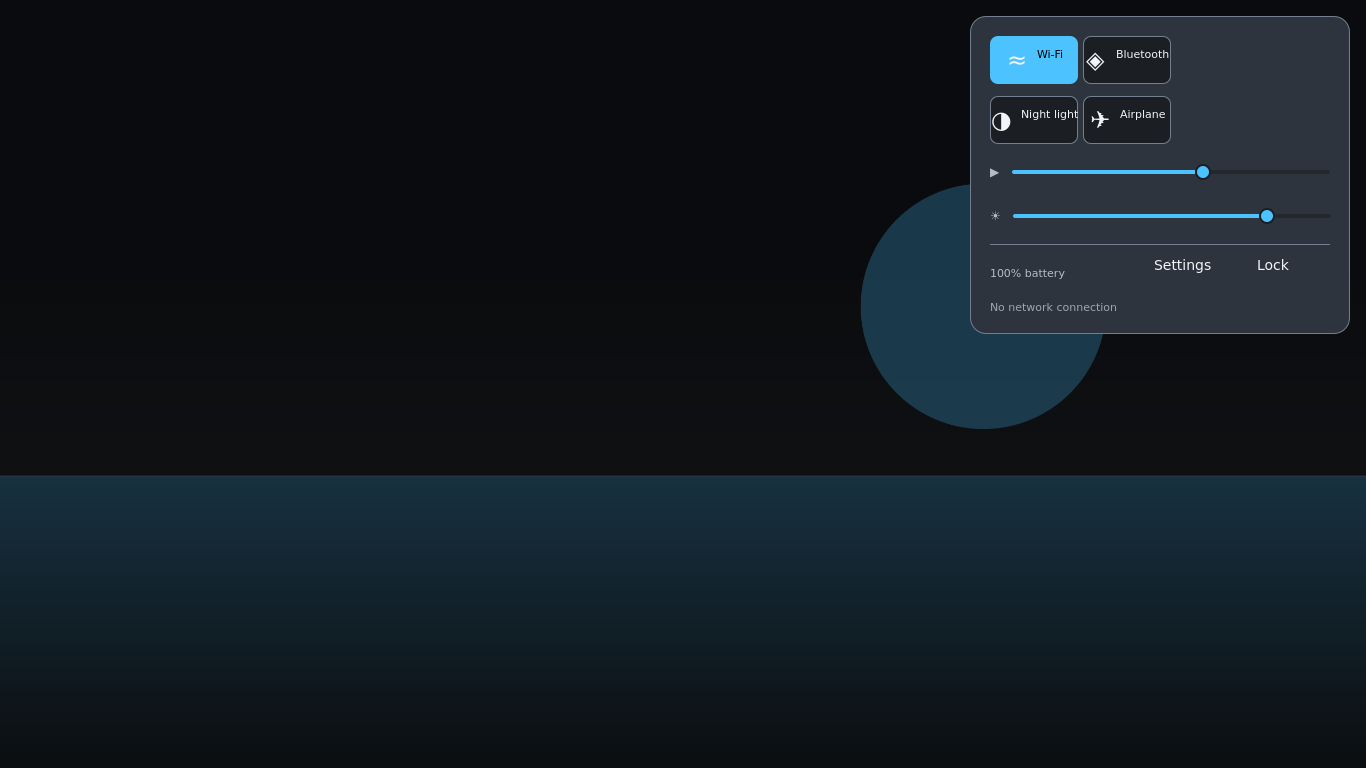 Wi-Fi
Bluetooth
Night light
Airplane
100% battery
Settings
Lock
No network connection